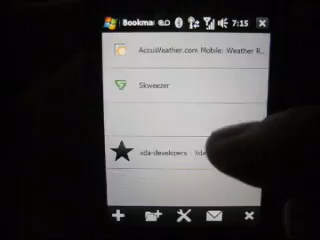 Bookma 7:15
AccuWeather.com Mobile: Weather R...
Skweezer
xda-developers -